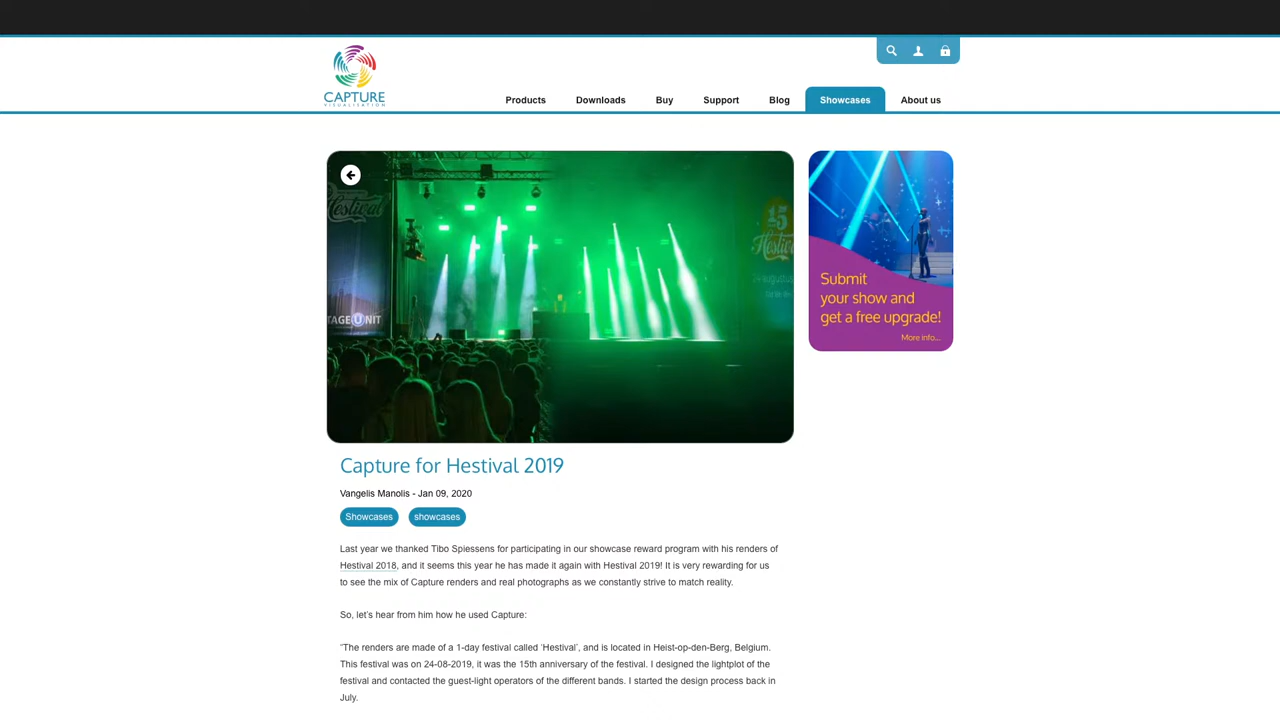 CAPTURE
VISUALISATION
Products
Downloads
Buy
Support
Blog
Showcases
About us
Hestival
TAGE UNIT
15
Hestival
Submit
your show and
get a free upgrade!
More info...
Capture for Hestival 2019
Vangelis Manolis - Jan 09, 2020
Showcases showcases
Last year we thanked Tibo Spiessens for participating in our showcase reward program with his renders of
Hestival 2018, and it seems this year he has made it again with Hestival 2019! It is very rewarding for us
to see the mix of Capture renders and real photographs as we constantly strive to match reality.
So, let's hear from him how he used Capture:
"The renders are made of a 1-day festival called 'Hestival', and is located in Heist-op-den-Berg, Belgium.
This festival was on 24-08-2019, it was the 15th anniversary of the festival. I designed the lightplot of the
festival and contacted the guest-light operators of the different bands. I started the design process back in
July.